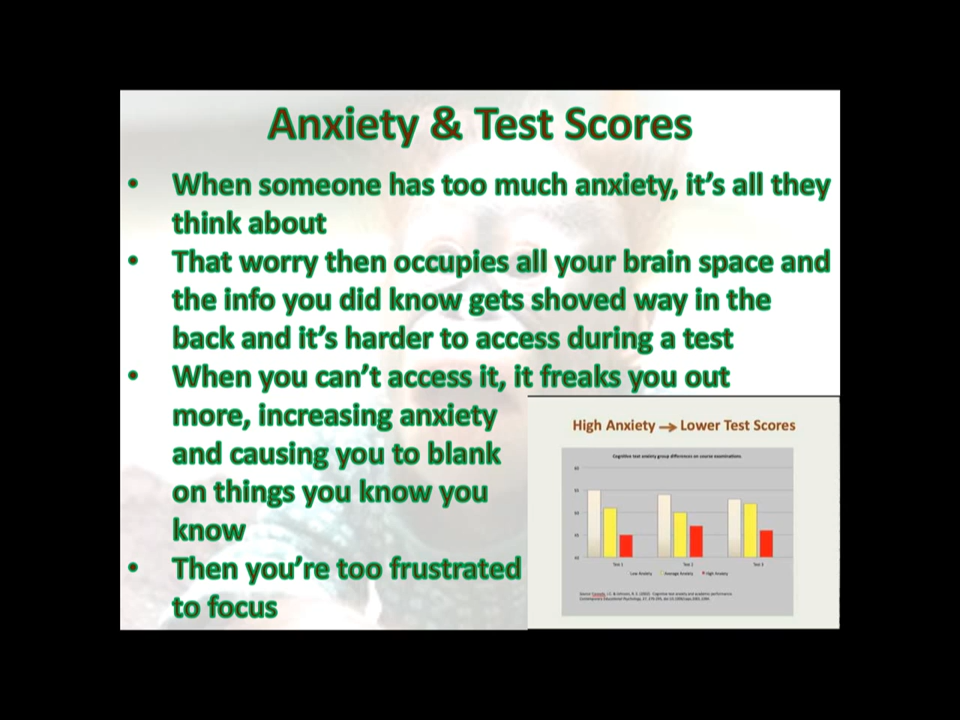 Anxiety & Test Scores
• When someone has too much anxiety, it's all they
think about
• That worry then occupies all your brain space and
the info you did know gets shoved way in the
back and it's harder to access during a test
• When you can't access it, it freaks you out
more, increasing anxiety
and causing you to blank
on things you know you
know
• Then you're too frustrated
to focus
High Anxiety → Lower Test Scores
Cognitive test anxiety group differences on course examinations
Test 1 Test 2 Test 3
Low Anxiety Average Anxiety High Anxiety